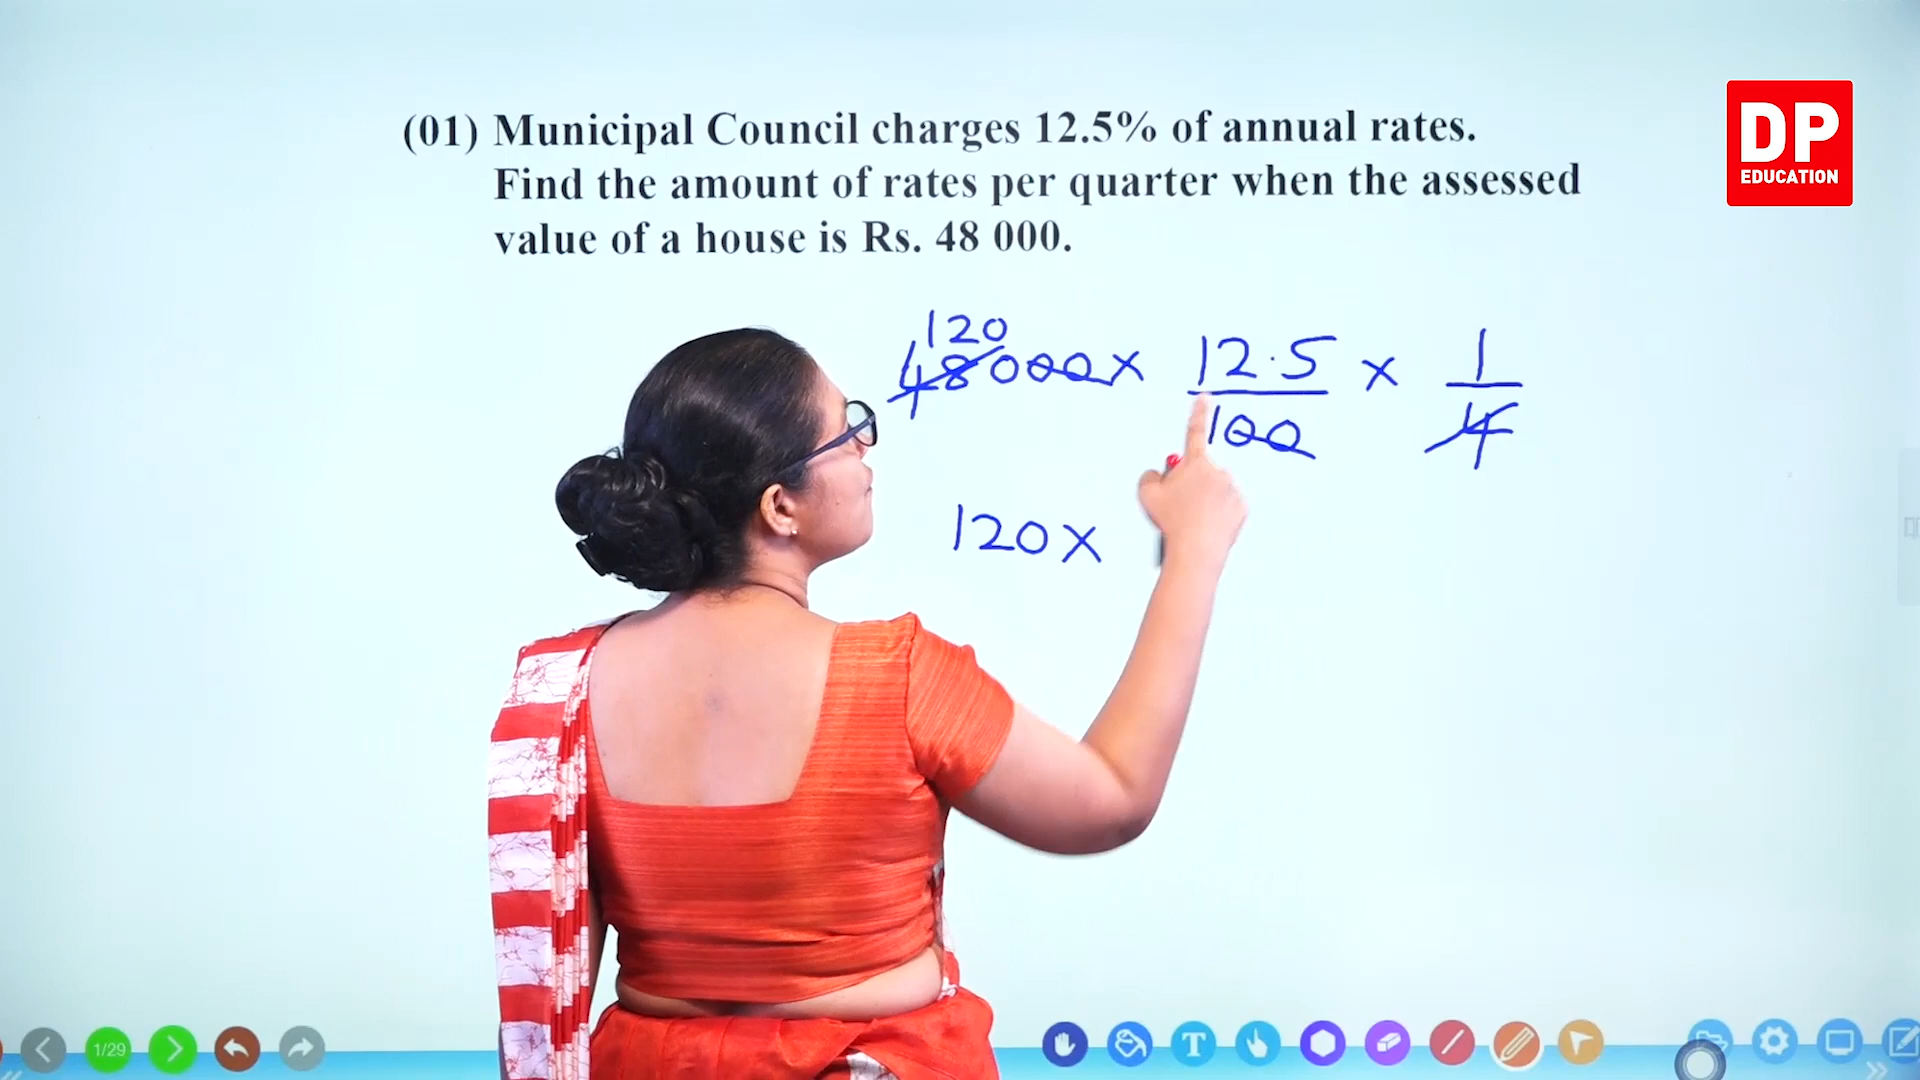 (01) Municipal Council charges 12.5% of annual rates.
Find the amount of rates per quarter when the assessed
value of a house is Rs. 48 000.
DP
EDUCATION
120
48000 x 12.5 x 1
100 4
120 x
1/29
T